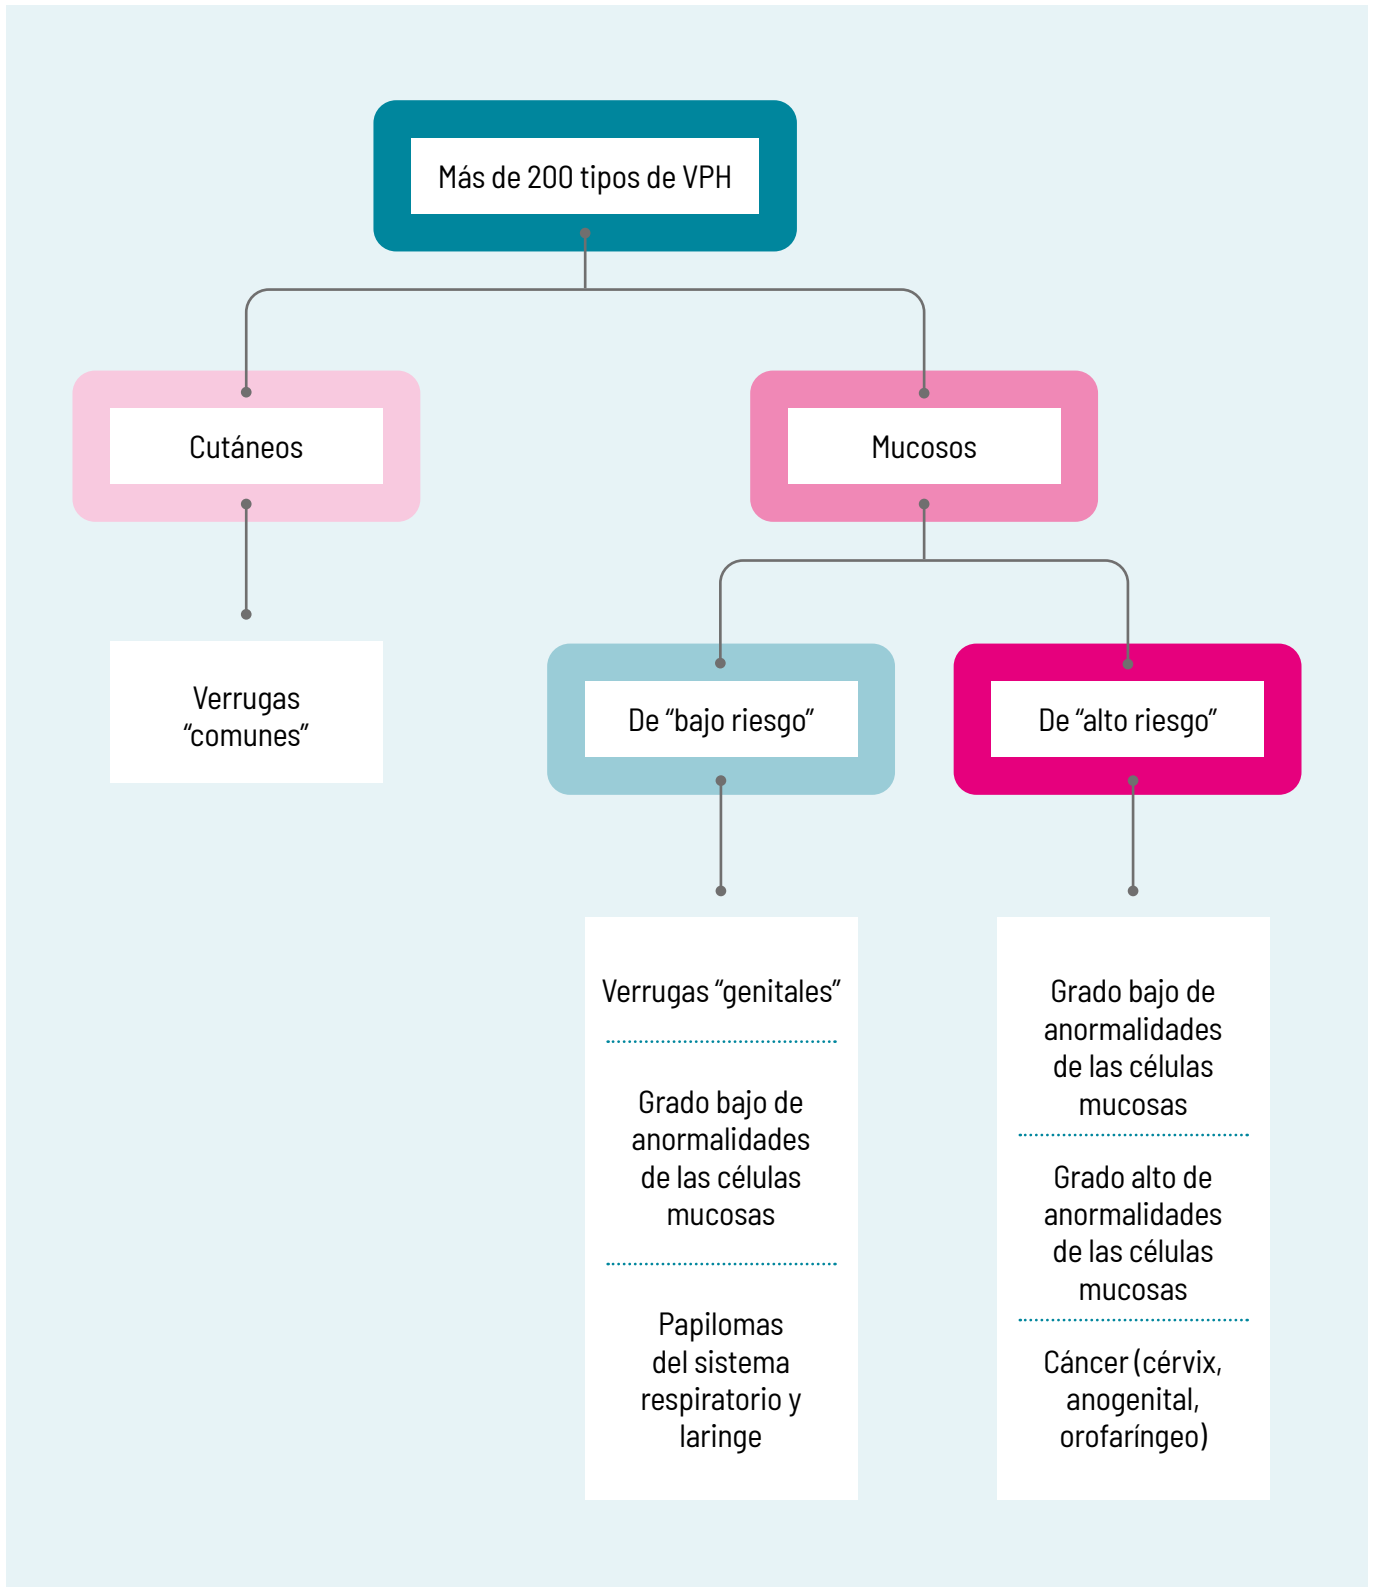 Más de 200 tipos de VPH
Cutáneos
Mucosos
Verrugas
“comunes”
De “bajo riesgo”
De “alto riesgo”
Verrugas “genitales”
Grado bajo de
anormalidades
de las células
mucosas
Papilomas
del sistema
respiratorio y
laringe
Grado bajo de
anormalidades
de las células
mucosas
Grado alto de
anormalidades
de las células
mucosas
Cáncer (cérvix,
anogenital,
orofaríngeo)